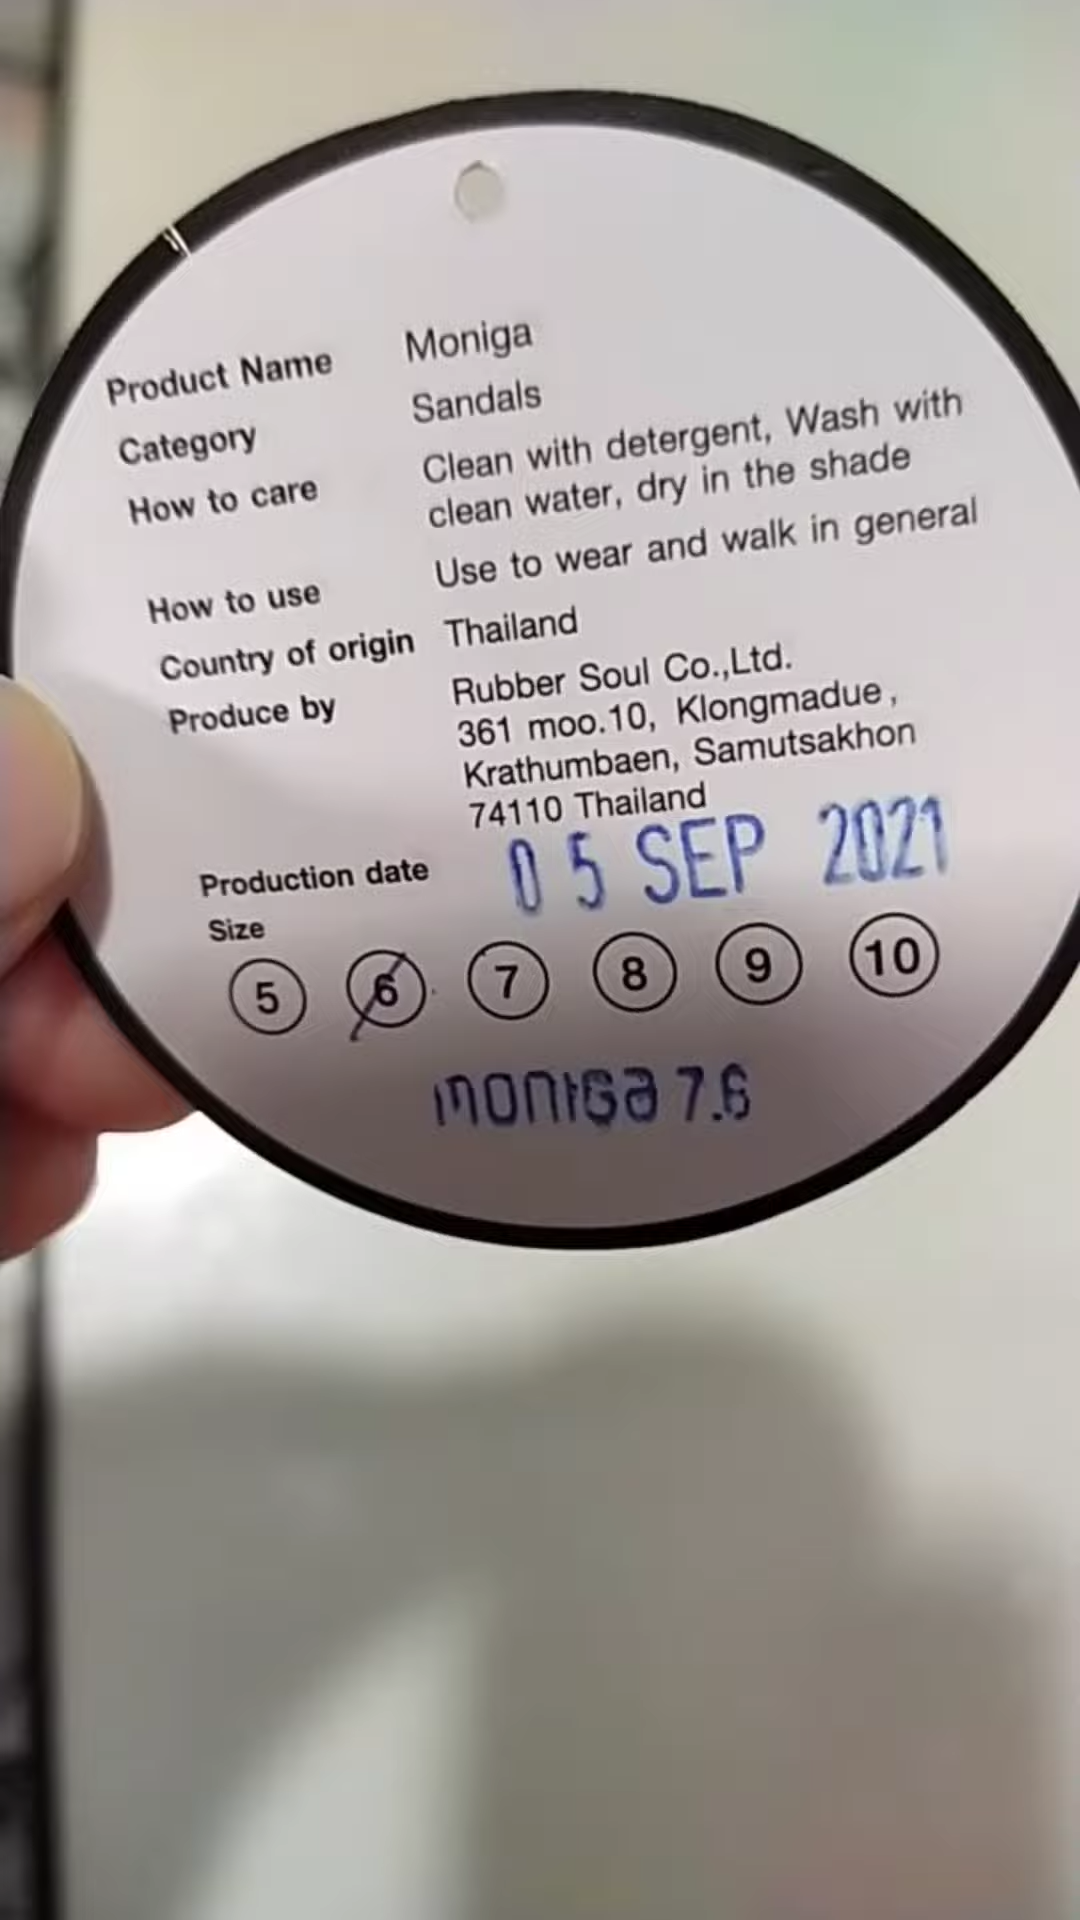 Product Name Moniga
Category Sandals
How to care Clean with detergent, Wash with
clean water, dry in the shade
How to use Use to wear and walk in general
Country of origin Thailand
Produce by Rubber Soul Co.,Ltd.
361 moo.10, Klongmadue,
Krathumbaen, Samutsakhon
74110 Thailand
Production date 05 SEP 2021
Size
5 6 7 8 9 10
moniGa 7.6